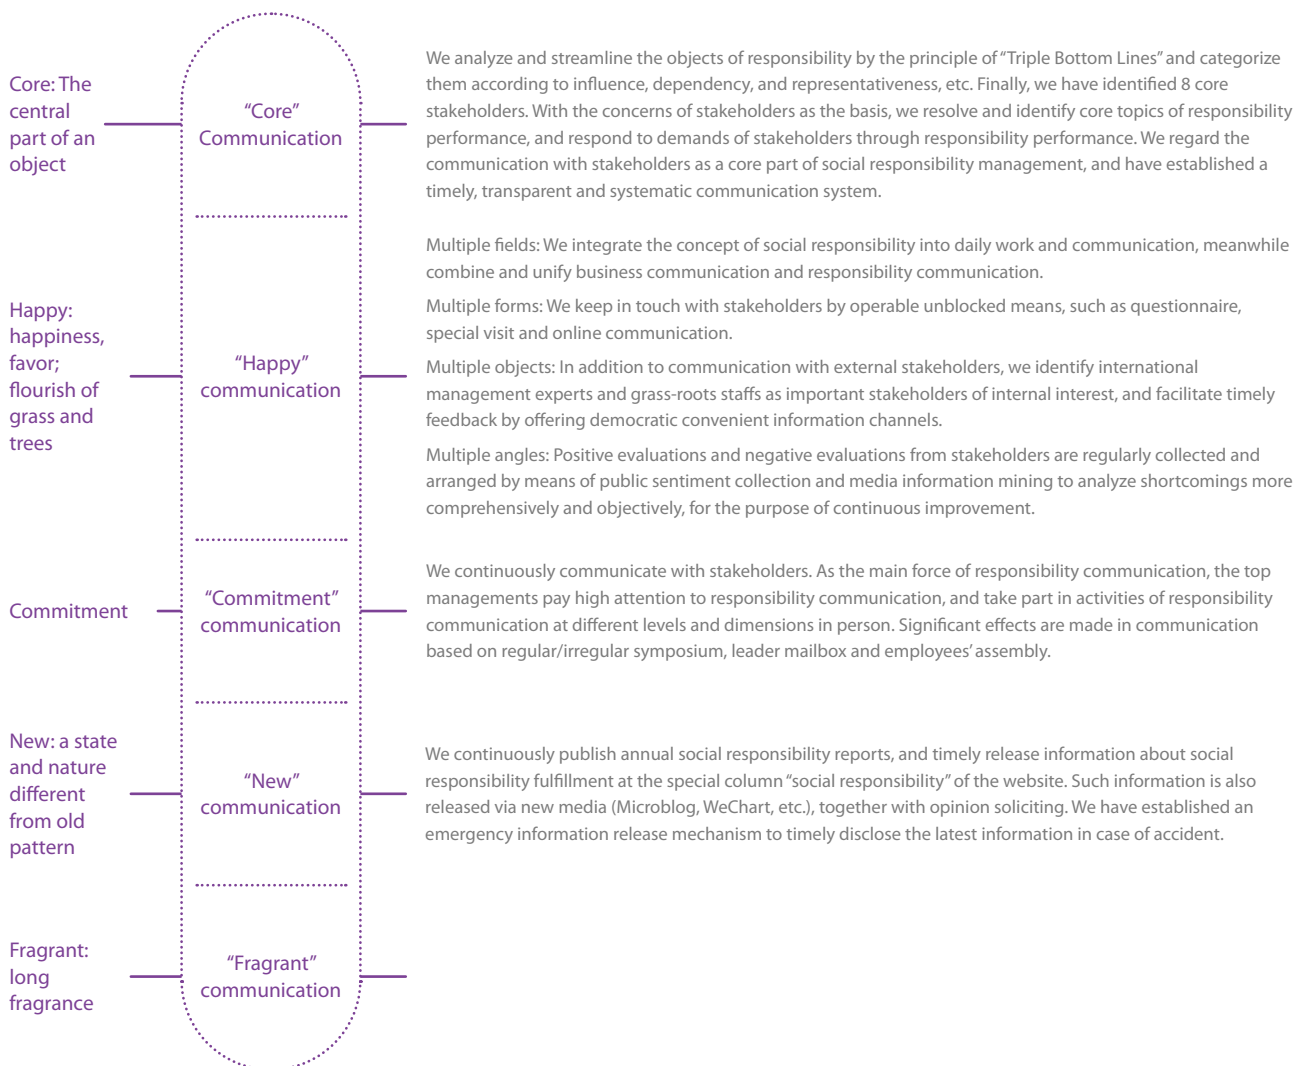 Core: The
central
part of an
object
“Core”
Communication
We analyze and streamline the objects of responsibility by the principle of “Triple Bottom Lines” and categorize
them according to influence, dependency, and representativeness, etc. Finally, we have identified 8 core
stakeholders. With the concerns of stakeholders as the basis, we resolve and identify core topics of responsibility
performance, and respond to demands of stakeholders through responsibility performance. We regard the
communication with stakeholders as a core part of social responsibility management, and have established a
timely, transparent and systematic communication system.
Happy:
happiness,
favor;
flourish of
grass and
trees
“Happy”
communication
Multiple fields: We integrate the concept of social responsibility into daily work and communication, meanwhile
combine and unify business communication and responsibility communication.
Multiple forms: We keep in touch with stakeholders by operable unblocked means, such as questionnaire,
special visit and online communication.
Multiple objects: In addition to communication with external stakeholders, we identify international
management experts and grass-roots staffs as important stakeholders of internal interest, and facilitate timely
feedback by offering democratic convenient information channels.
Multiple angles: Positive evaluations and negative evaluations from stakeholders are regularly collected and
arranged by means of public sentiment collection and media information mining to analyze shortcomings more
comprehensively and objectively, for the purpose of continuous improvement.
Commitment
“Commitment”
communication
We continuously communicate with stakeholders. As the main force of responsibility communication, the top
managements pay high attention to responsibility communication, and take part in activities of responsibility
communication at different levels and dimensions in person. Significant effects are made in communication
based on regular/irregular symposium, leader mailbox and employees’ assembly.
New: a state
and nature
different
from old
pattern
“New”
communication
We continuously publish annual social responsibility reports, and timely release information about social
responsibility fulfillment at the special column “social responsibility” of the website. Such information is also
released via new media (Microblog, WeChart, etc.), together with opinion soliciting. We have established an
emergency information release mechanism to timely disclose the latest information in case of accident.
Fragrant:
long
fragrance
“Fragrant”
communication